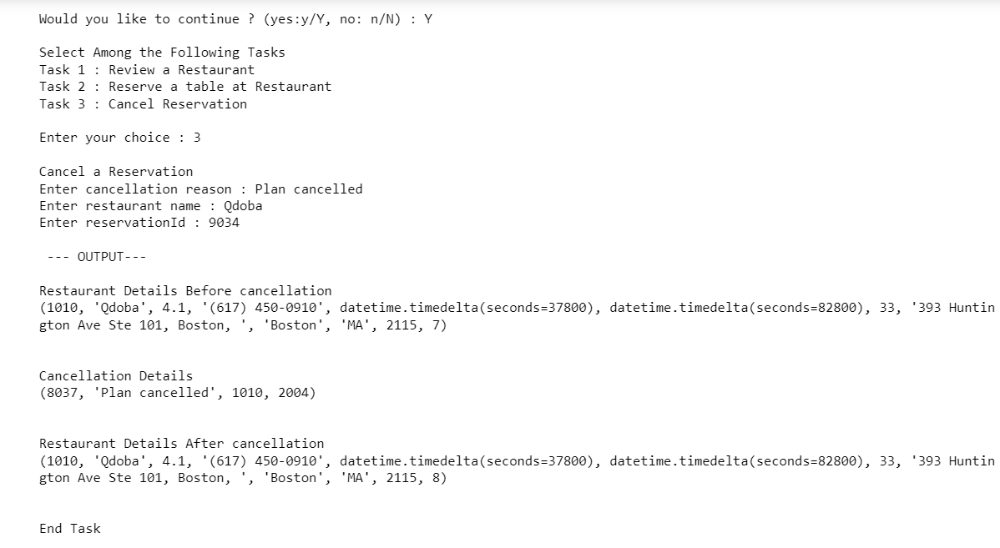 Would you like to continue ? (yes:y/Y, no: n/N) : Y
Select Among the Following Tasks
Task 1 : Review a Restaurant
Task 2 : Reserve a table at Restaurant
Task 3 : Cancel Reservation
Enter your choice : 3
Cancel a Reservation
Enter cancellation reason : Plan cancelled
Enter restaurant name : Qdoba
Enter reservationId : 9034
--- OUTPUT---
Restaurant Details Before cancellation
(1010, 'Qdoba', 4.1, '(617) 450-0910', datetime.timedelta(seconds=37800), datetime.timedelta(seconds=82800), 33, '393 Huntin
gton Ave Ste 101, Boston, ', 'Boston', 'MA', 2115, 7)
Cancellation Details
(8037, 'Plan cancelled', 1010, 2004)
Restaurant Details After cancellation
(1010, 'Qdoba', 4.1, '(617) 450-0910', datetime.timedelta(seconds=37800), datetime.timedelta(seconds=82800), 33, '393 Huntin
gton Ave Ste 101, Boston, ', 'Boston', 'MA', 2115, 8)
End Task